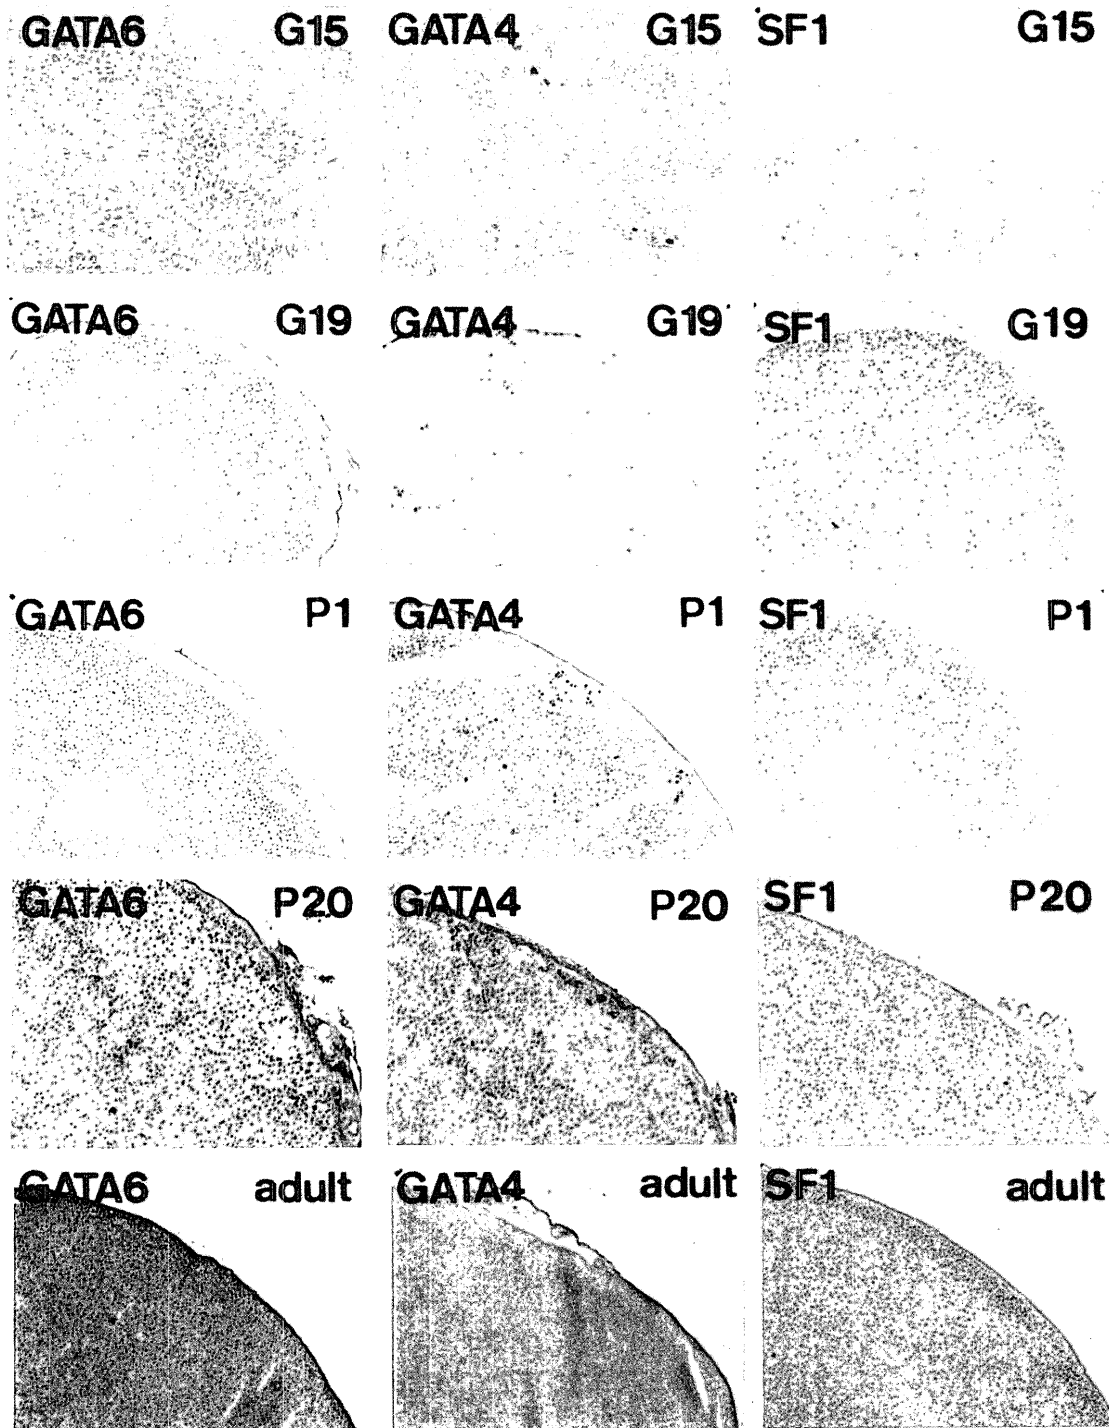 GATA6 G15 GATA4 G15 SF1 G15
GATA6 G19 GATA4 G19 SF1 G19
GATA6 P1 GATA4 P1 SF1 P1
GATA6 P20 GATA4 P20 SF1 P20
GATA6 adult GATA4 adult SF1 adult